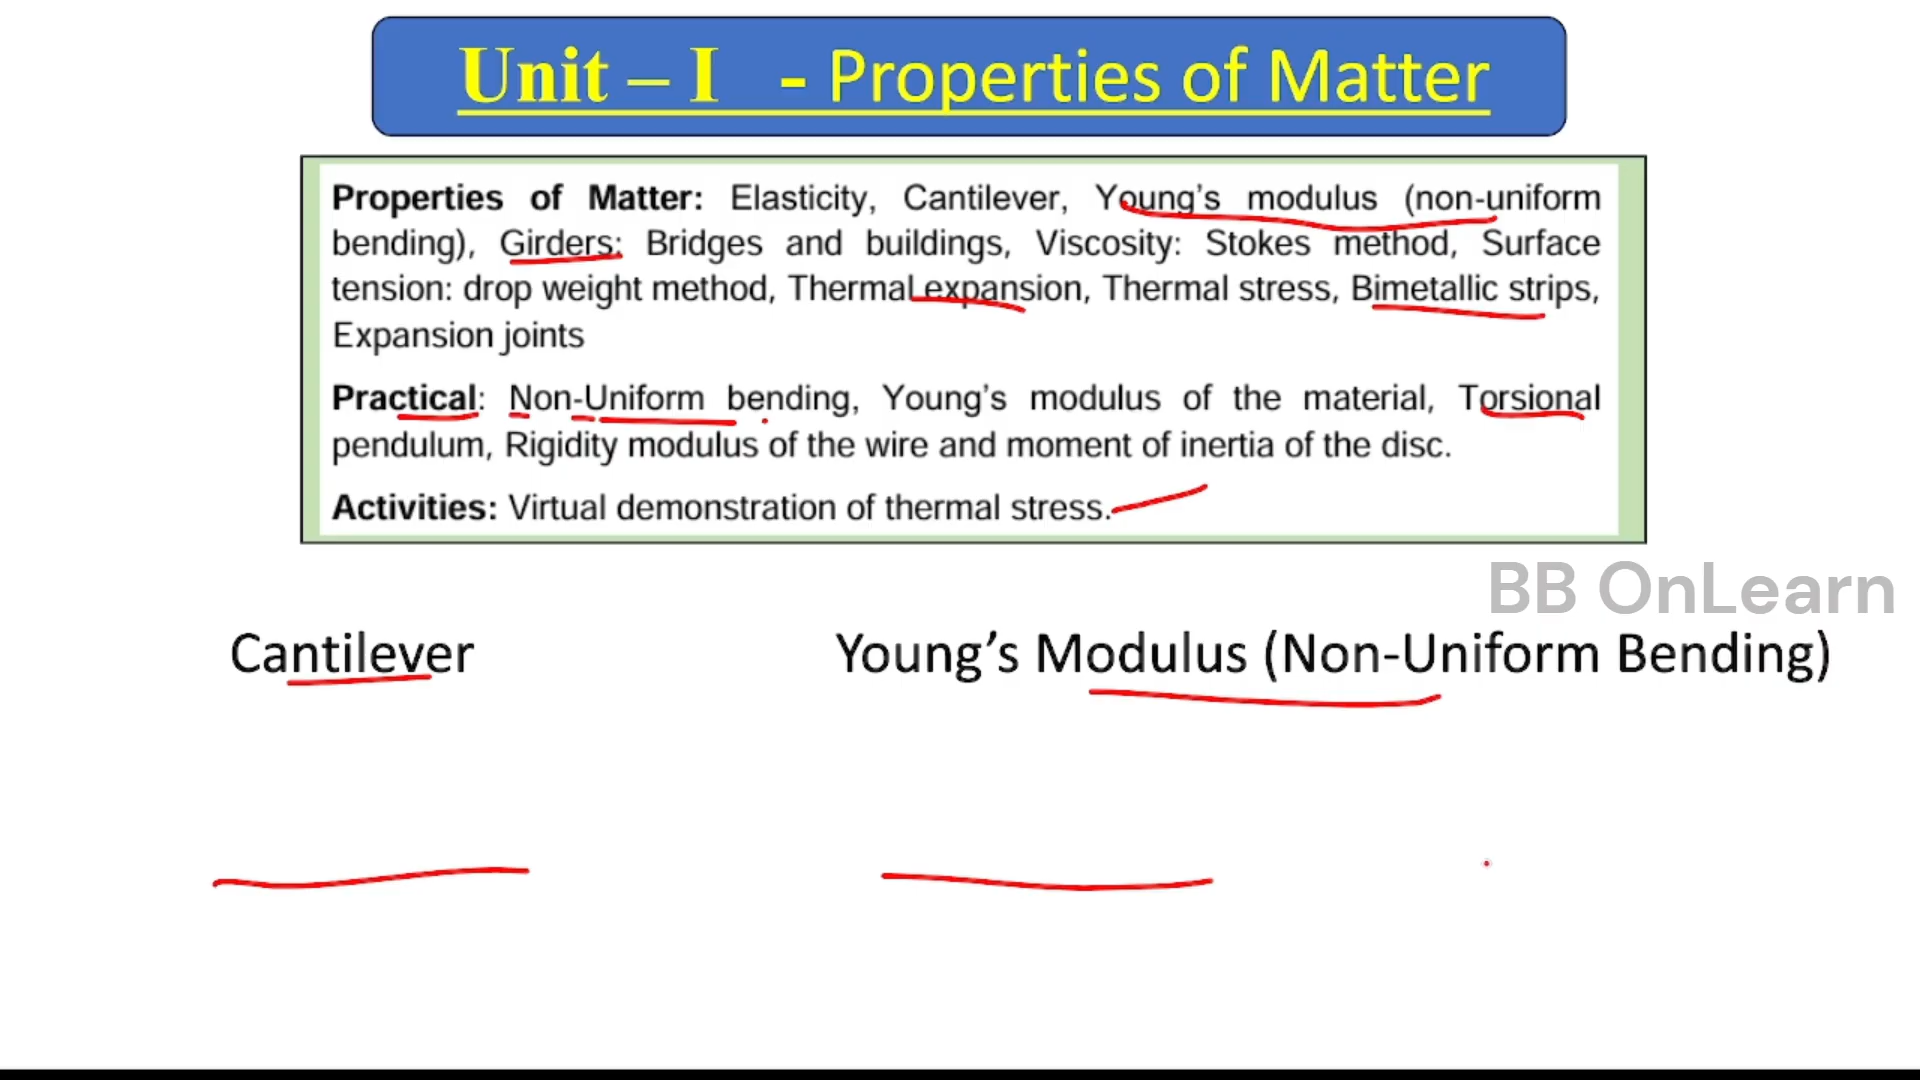 Unit – I - Properties of Matter
Properties of Matter: Elasticity, Cantilever, Young's modulus (non-uniform
bending), Girders: Bridges and buildings, Viscosity: Stokes method, Surface
tension: drop weight method, Thermal expansion, Thermal stress, Bimetallic strips,
Expansion joints
Practical: Non-Uniform bending, Young's modulus of the material, Torsional
pendulum, Rigidity modulus of the wire and moment of inertia of the disc.
Activities: Virtual demonstration of thermal stress.
BB OnLearn
Cantilever
Young's Modulus (Non-Uniform Bending)